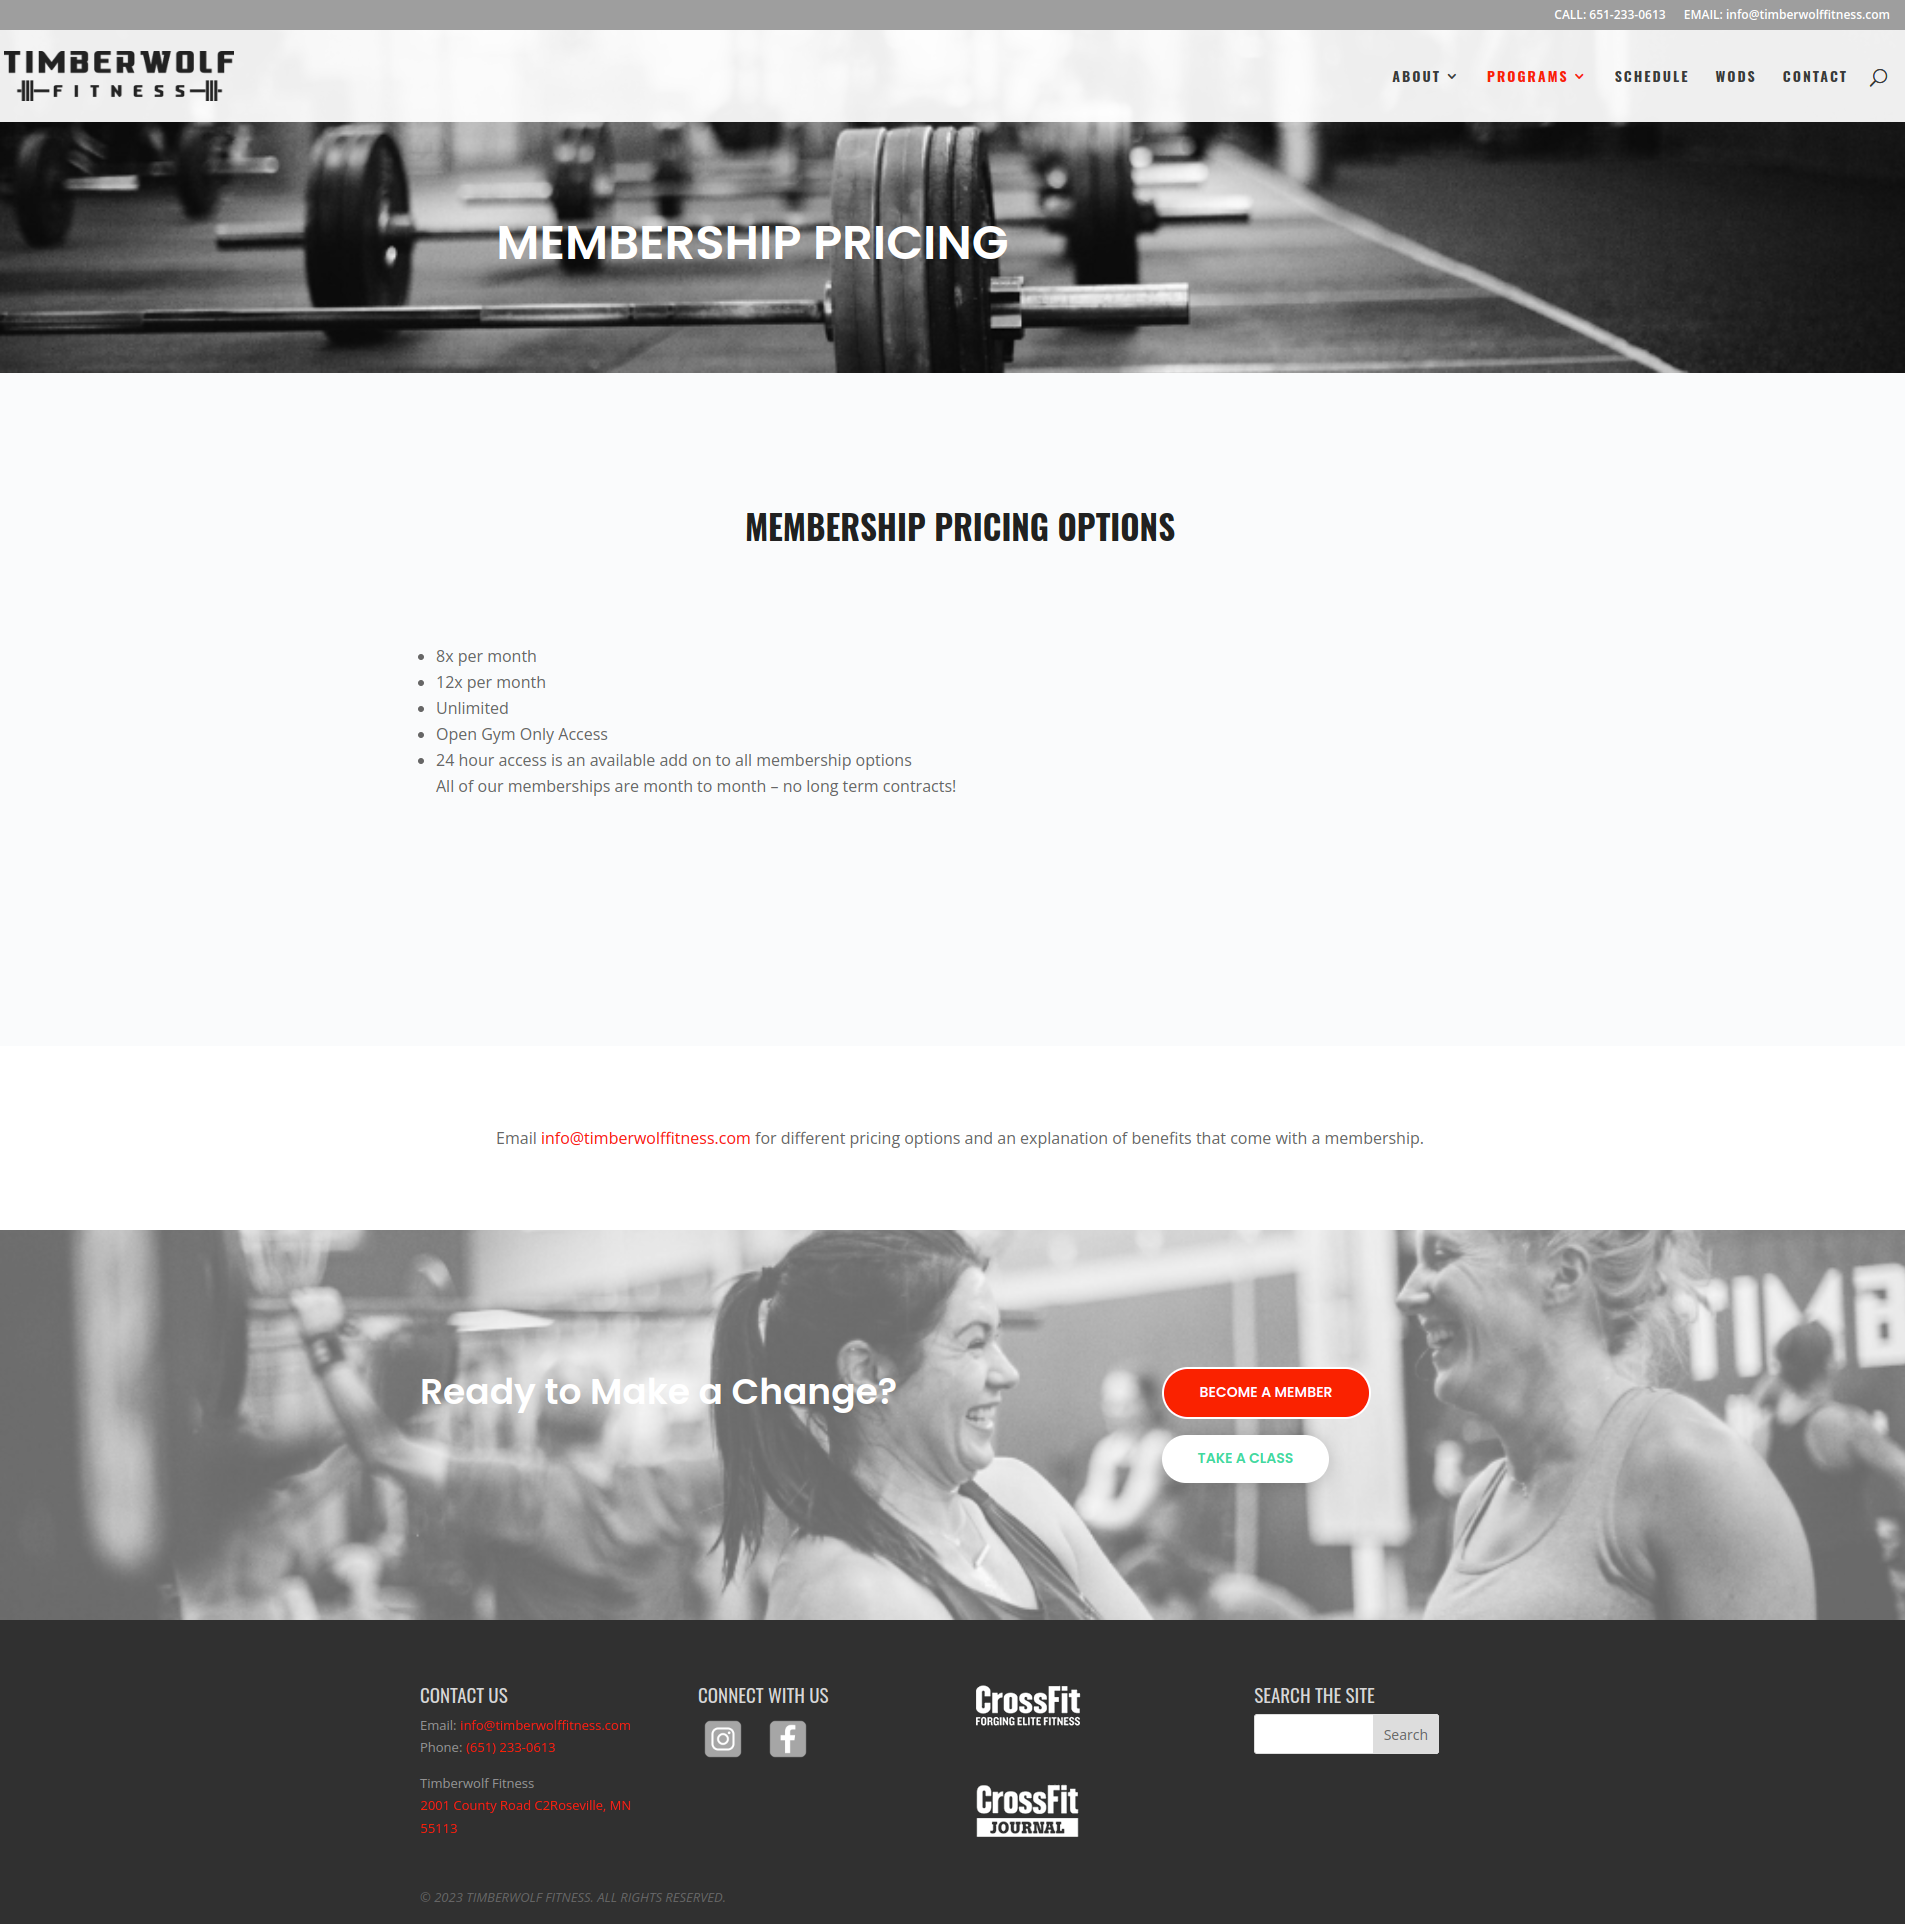 CALL: 651-233-0613 EMAIL: info@timberwolffitness.com
TIMBERWOLF
FITNESS
ABOUT PROGRAMS SCHEDULE WODS CONTACT
MEMBERSHIP PRICING
MEMBERSHIP PRICING OPTIONS
8x per month
12x per month
Unlimited
Open Gym Only Access
24 hour access is an available add on to all membership options
All of our memberships are month to month – no long term contracts!
Email info@timberwolffitness.com for different pricing options and an explanation of benefits that come with a membership.
TIMB
Ready to Make a Change?
BECOME A MEMBER
TAKE A CLASS
CONTACT US
Email: info@timberwolffitness.com
Phone: (651) 233-0613
Timberwolf Fitness
2001 County Road C2Roseville, MN
55113
CONNECT WITH US
CrossFit
FORGING ELITE FITNESS
CrossFit
JOURNAL
SEARCH THE SITE
Search
© 2023 TIMBERWOLF FITNESS. ALL RIGHTS RESERVED.